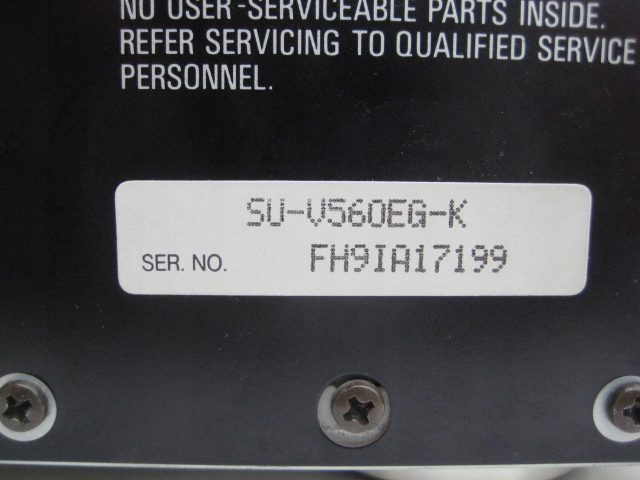 NO USER-SERVICEABLE PARTS INSIDE.
REFER SERVICING TO QUALIFIED SERVICE
PERSONNEL.
SU-V560EG-K
SER. NO. FH9IA17199